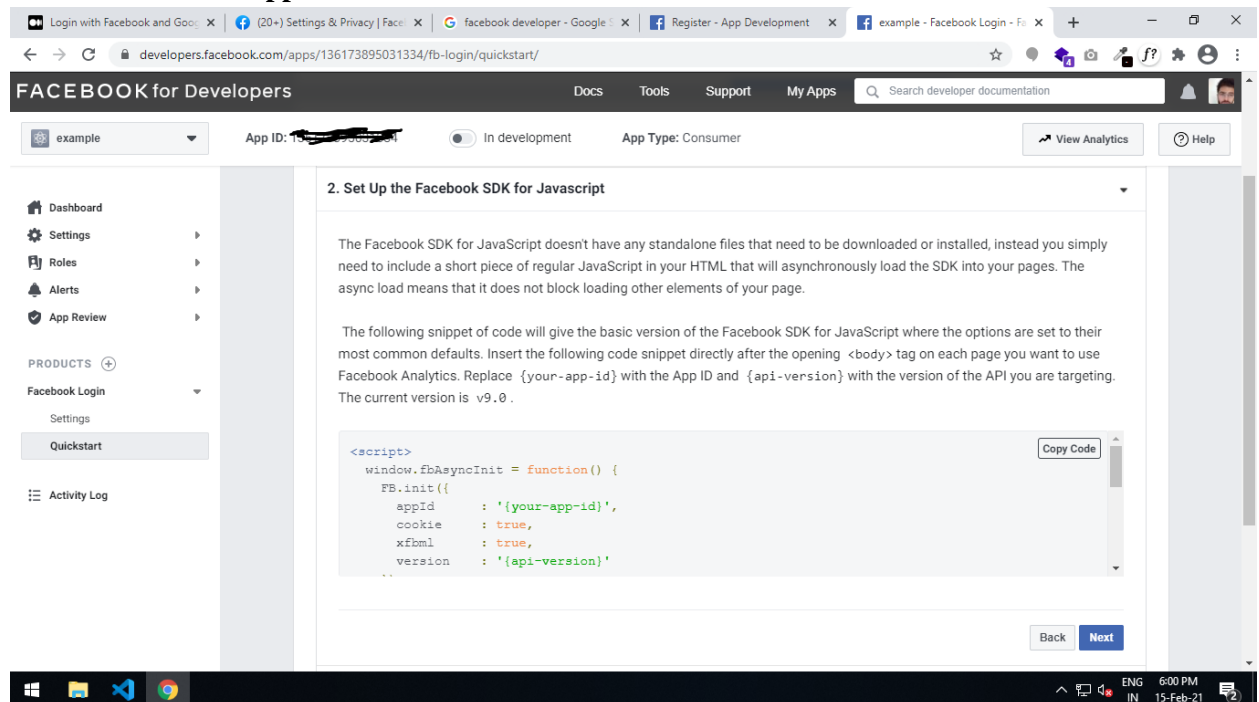 Login with Facebook and Goog
(20+) Settings & Privacy | Face
facebook developer - Google S
Register - App Development
example - Facebook Login - Fa
developers.facebook.com/apps/136173895031334/fb-login/quickstart/
4
f?
FACEBOOK for Developers
Docs
Tools
Support
My Apps
Search developer documentation
example
App ID:
In development
App Type: Consumer
View Analytics
Help
Dashboard
Settings
Roles
Alerts
App Review
PRODUCTS
Facebook Login
Settings
Quickstart
Activity Log
2. Set Up the Facebook SDK for Javascript
The Facebook SDK for JavaScript doesn't have any standalone files that need to be downloaded or installed, instead you simply
need to include a short piece of regular JavaScript in your HTML that will asynchronously load the SDK into your pages. The
async load means that it does not block loading other elements of your page.
The following snippet of code will give the basic version of the Facebook SDK for JavaScript where the options are set to their
most common defaults. Insert the following code snippet directly after the opening <body> tag on each page you want to use
Facebook Analytics. Replace {your-app-id} with the App ID and {api-version} with the version of the API you are targeting.
The current version is v9.0 .
Copy Code
<script>
window.fbAsyncInit = function() {
FB.init({
appId : '{your-app-id}',
cookie : true,
xfbml : true,
version : '{api-version}'
Back
Next
ENG
IN
6:00 PM
15-Feb-21
2